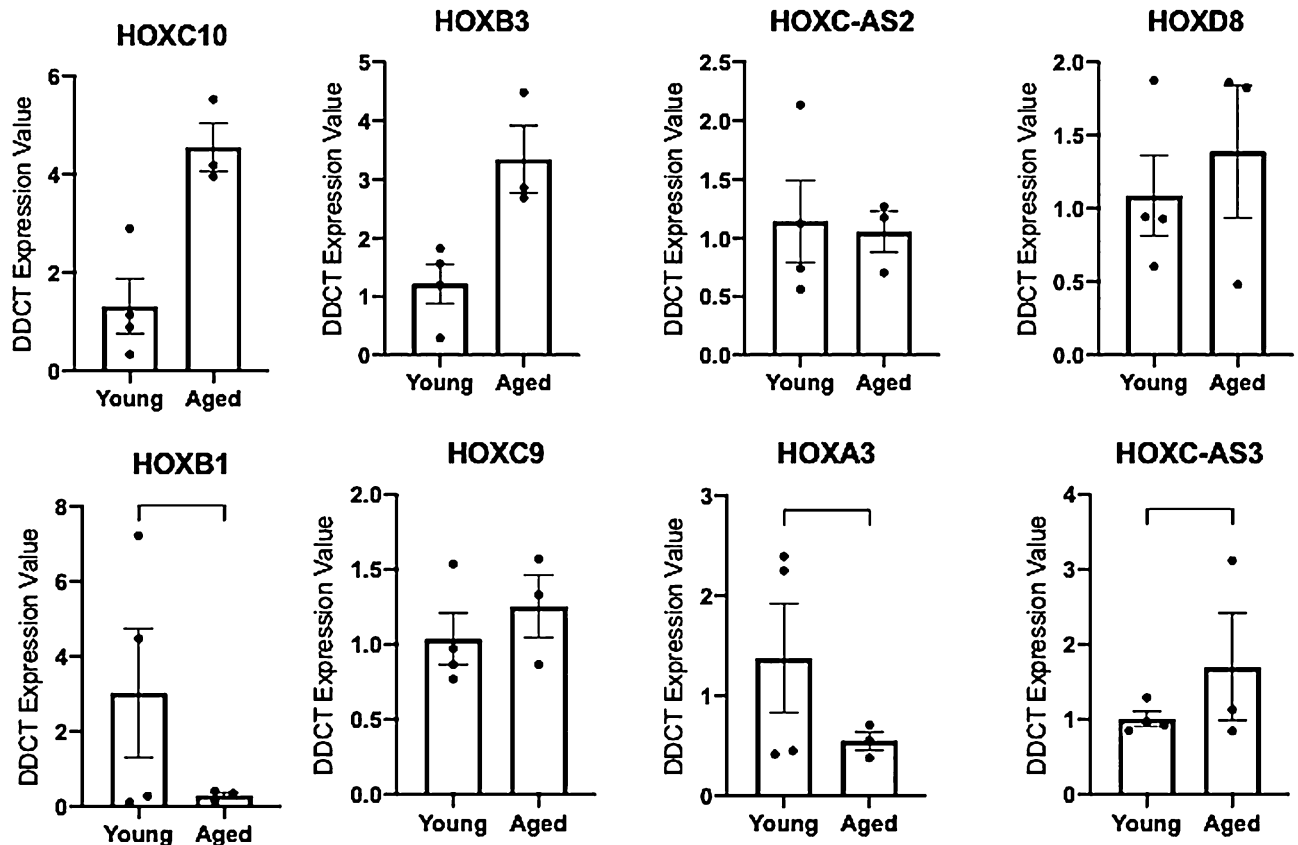 HOXC10
DDCT Expression Value
6
4
2
0
Young Aged
HOXB3
DDCT Expression Value
5
4
3
2
1
0
Young Aged
HOXC-AS2
DDCT Expression Value
2.5
2.0
1.5
1.0
0.5
0.0
Young Aged
HOXD8
DDCT Expression Value
2.0
1.5
1.0
0.5
0.0
Young Aged
HOXB1
DDCT Expression Value
8
6
4
2
0
Young Aged
HOXC9
DDCT Expression Value
2.0
1.5
1.0
0.5
0.0
Young Aged
HOXA3
DDCT Expression Value
3
2
1
0
Young Aged
HOXC-AS3
DDCT Expression Value
4
3
2
1
0
Young Aged